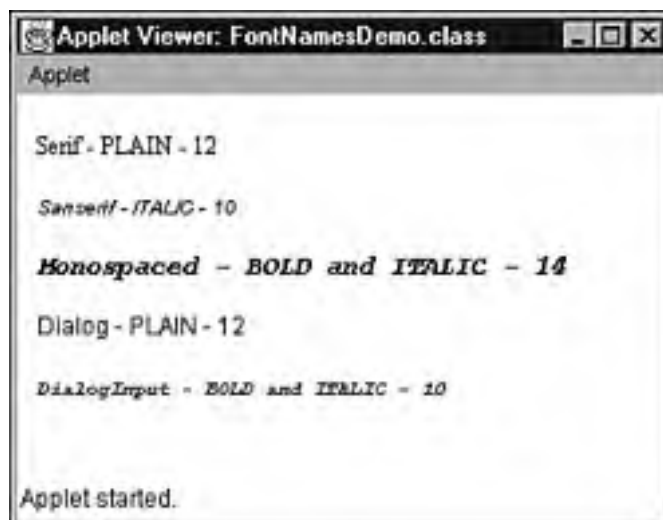 Applet Viewer: FontNamesDemo.class
Applet
Serif - PLAIN - 12
Sanserif - ITALIC - 10
Monospaced - BOLD and ITALIC - 14
Dialog - PLAIN - 12
DialogInput - BOLD and ITALIC - 10
Applet started.